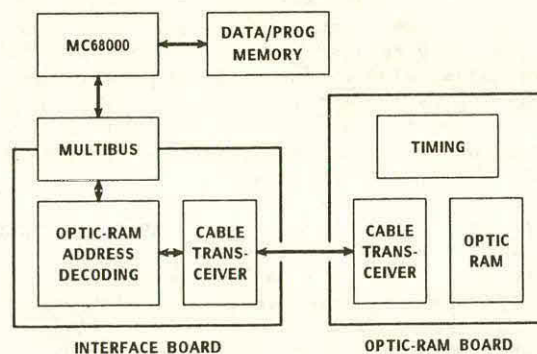 MC68000
DATA/PROG
MEMORY
MULTIBUS
TIMING
OPTIC-RAM
ADDRESS
DECODING
CABLE
TRANS-
CEIVER
CABLE
TRANS-
CEIVER
OPTIC
RAM
INTERFACE BOARD
OPTIC-RAM BOARD